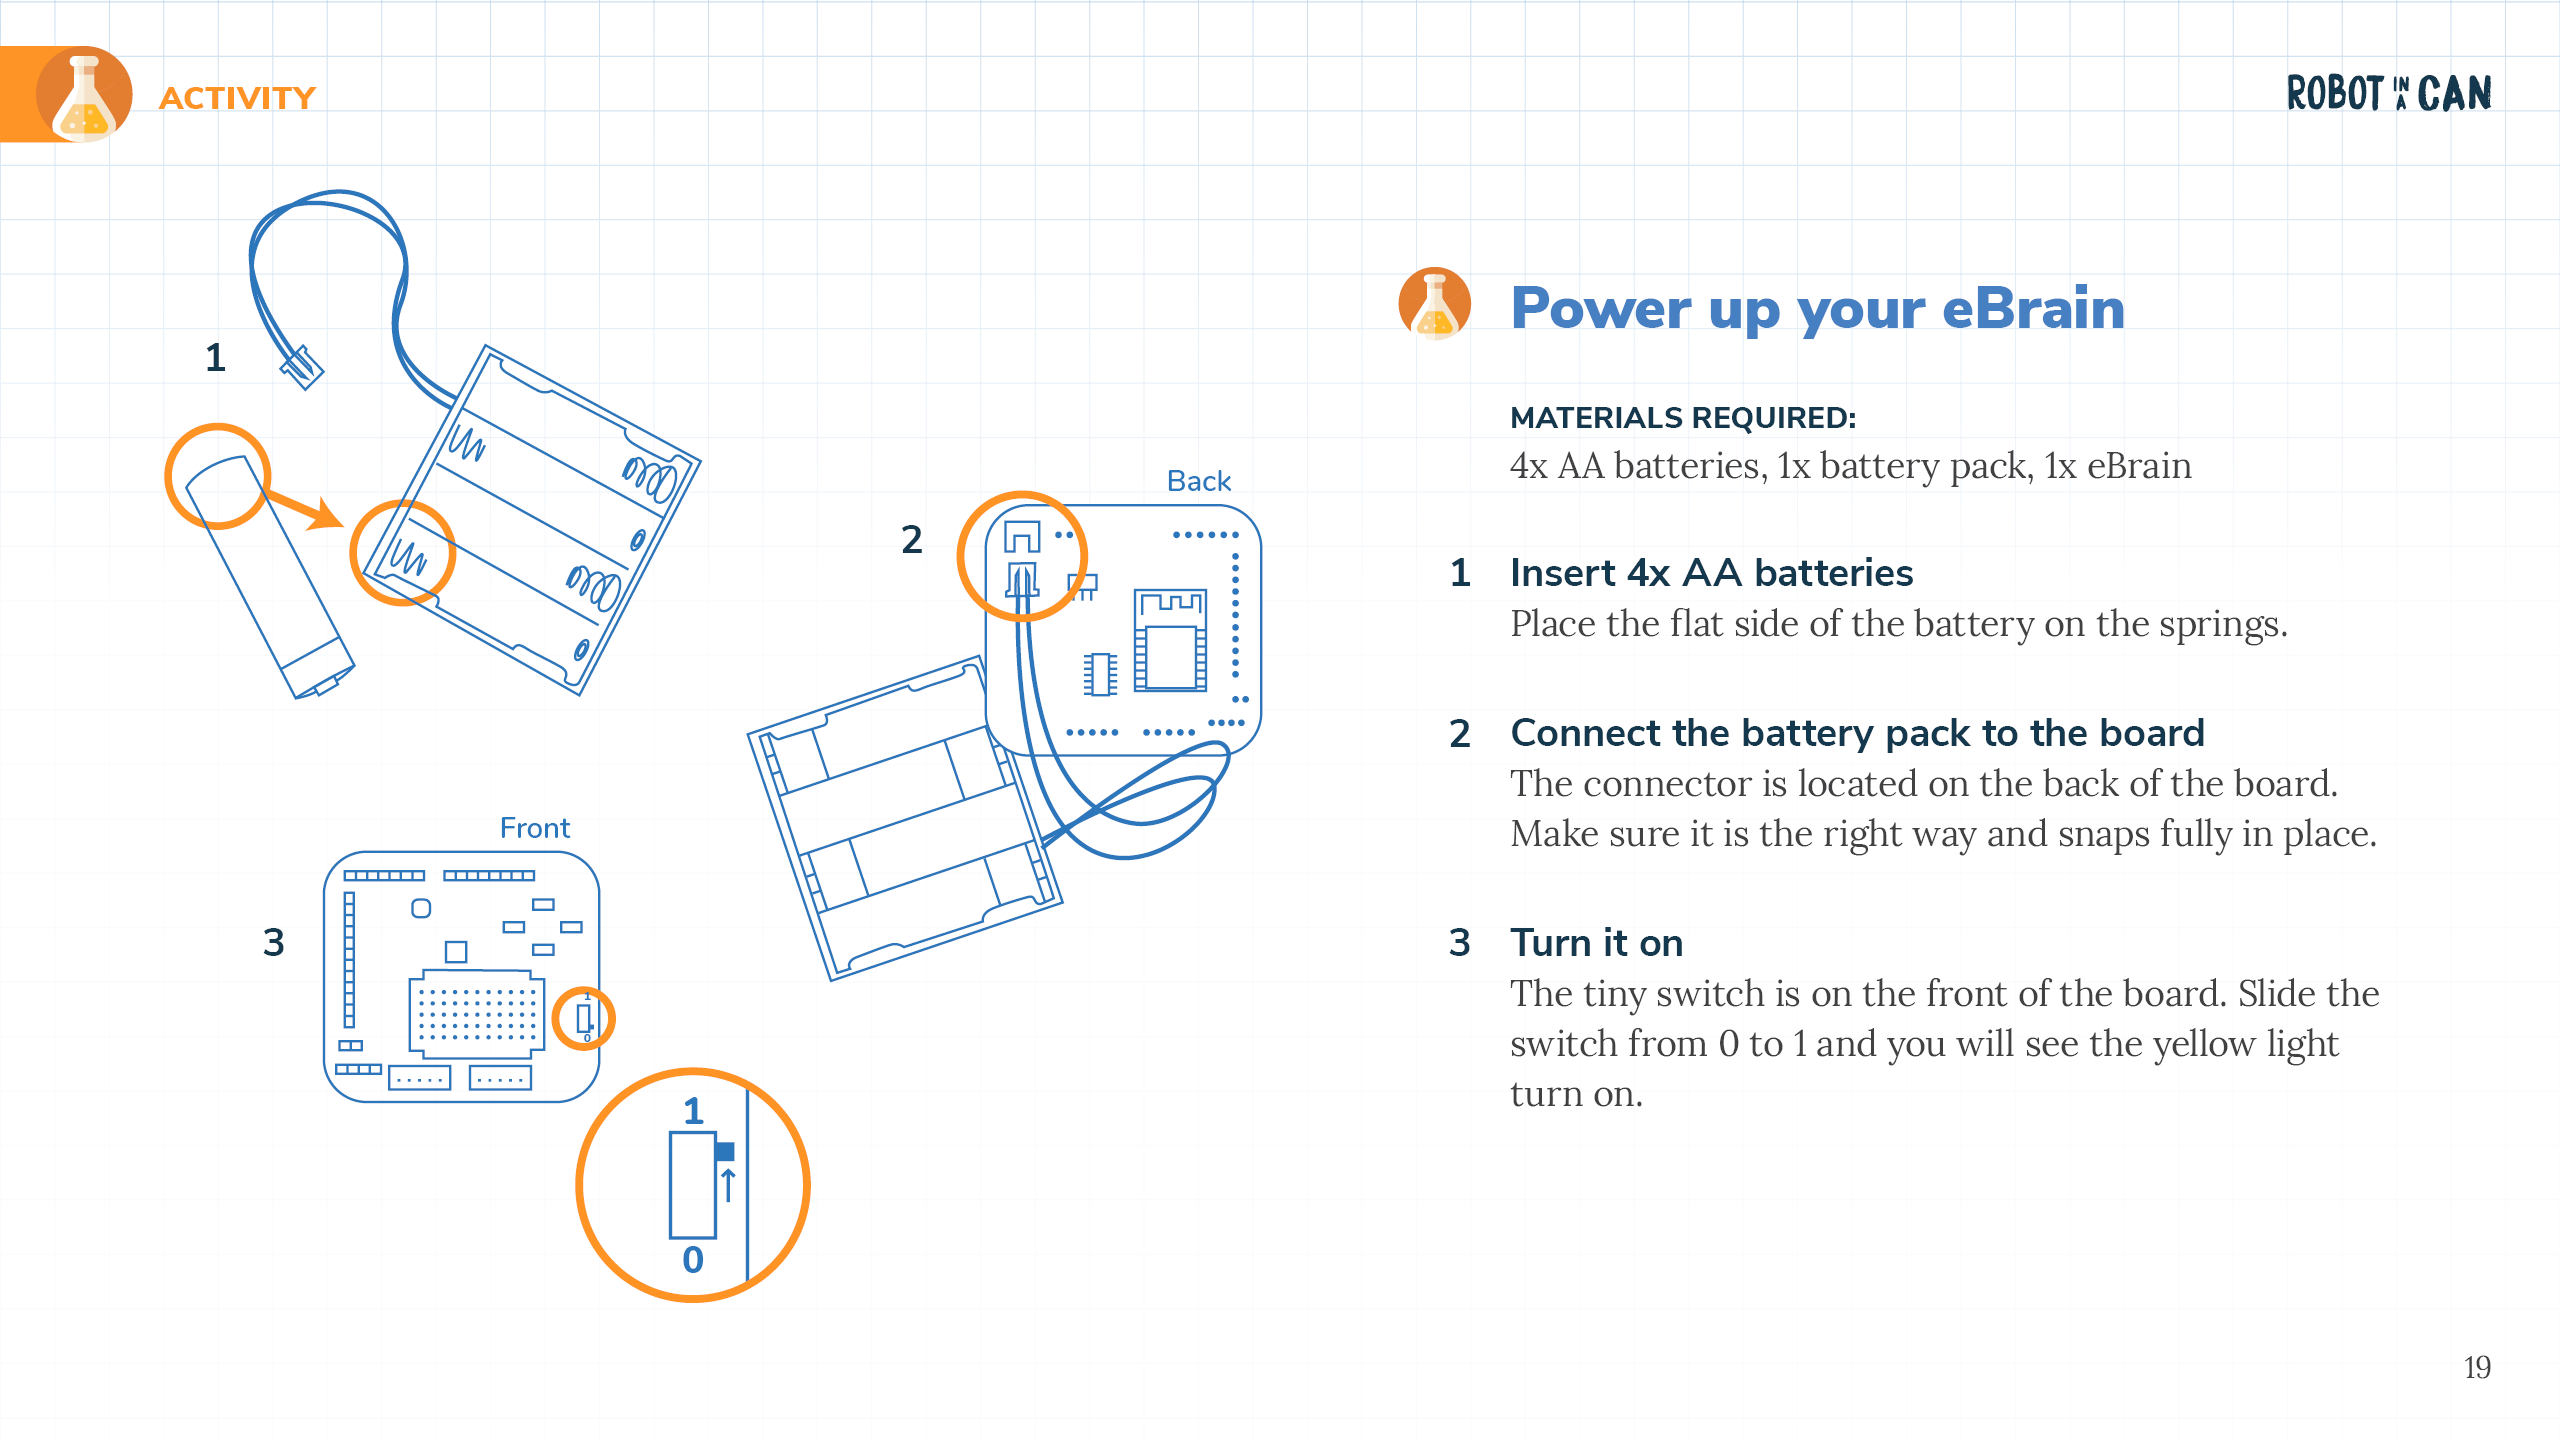 ACTIVITY
ROBOT IN A CAN
1
2
Back
3
Front
1
0
1
0
Power up your eBrain
MATERIALS REQUIRED:
4x AA batteries, 1x battery pack, 1x eBrain
1 Insert 4x AA batteries
Place the flat side of the battery on the springs.
2 Connect the battery pack to the board
The connector is located on the back of the board.
Make sure it is the right way and snaps fully in place.
3 Turn it on
The tiny switch is on the front of the board. Slide the
switch from 0 to 1 and you will see the yellow light
turn on.
19